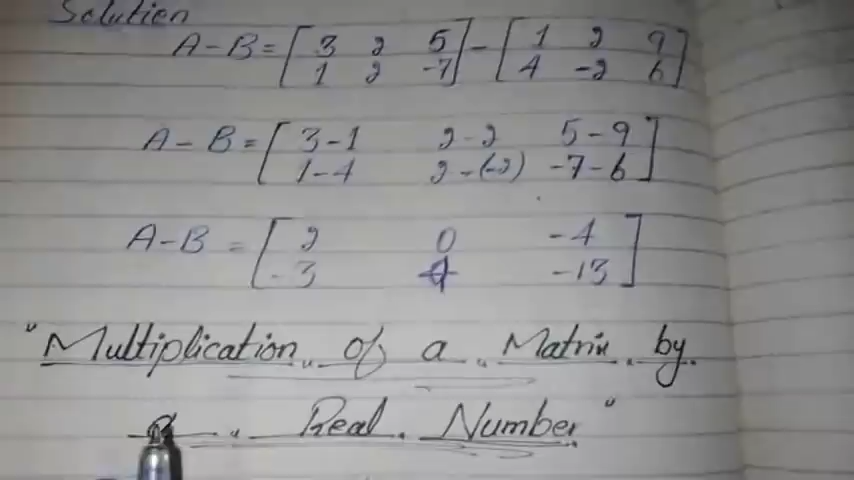 Solution
A-B = [ 3 2 5 ] - [ 1 2 9 ]
1 2 -7 4 -2 6
A-B = [ 3-1 2-2 5-9 ]
1-4 2-(-2) -7-6
A-B = [ 2 0 -4 ]
-3 4 -13
"Multiplication of a Matrix by
a Real Number"